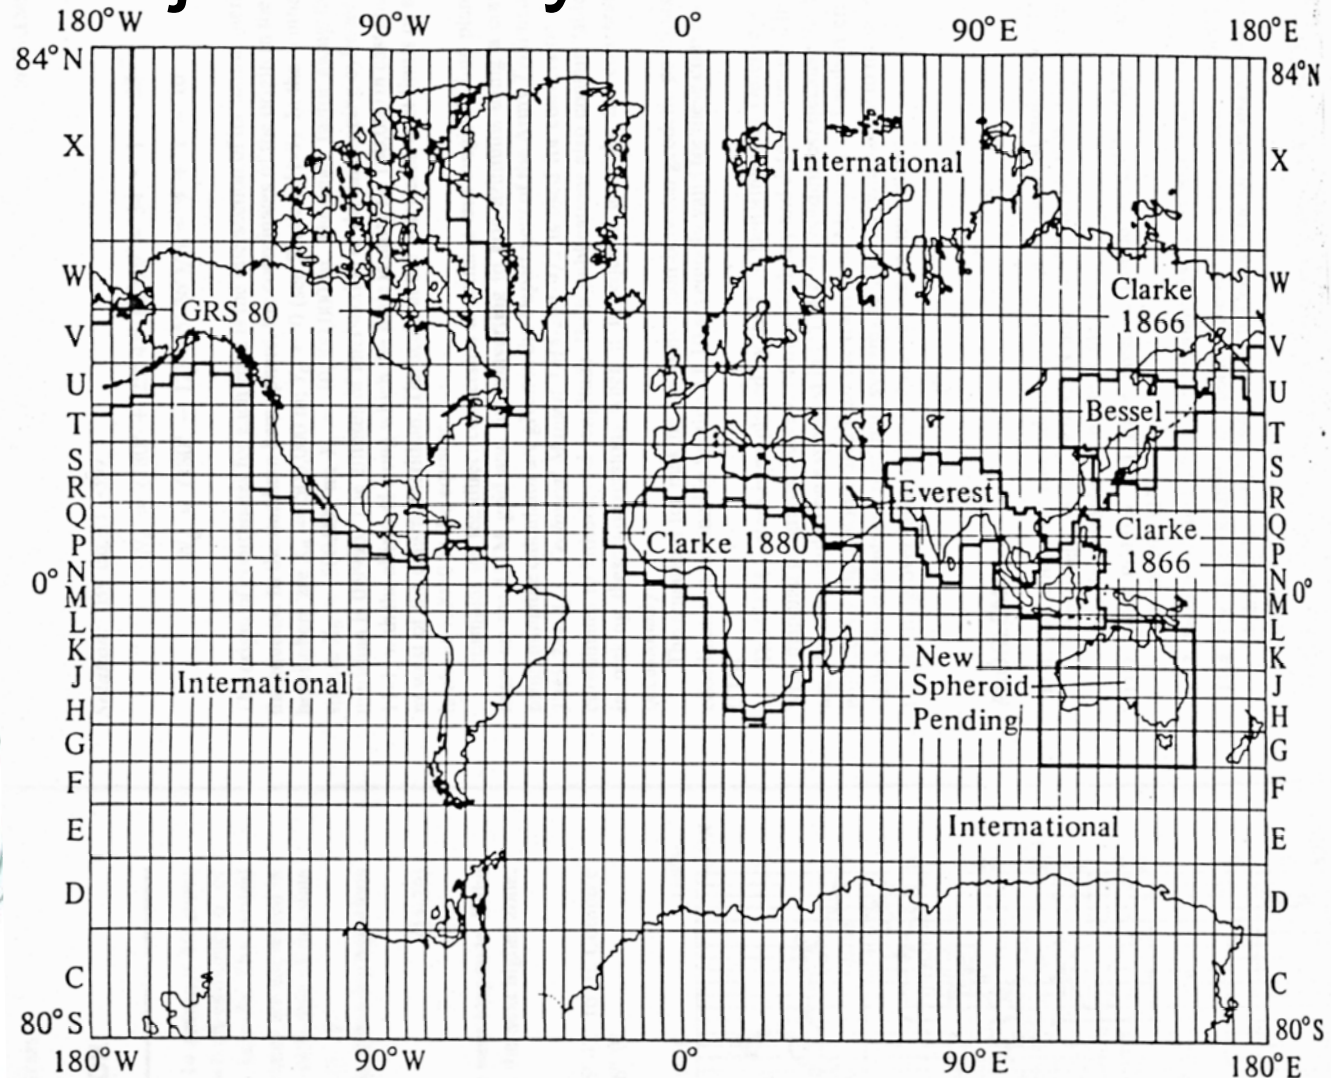 180°W 90°W 0° 90°E 180°E
84°N 84°N
X X
International
W W
Clarke
1866
GRS 80
V V
U U
Bessel
T T
S S
Everest
R R
Q Q
Clarke 1880
Clarke
1866
P P
N N
0° 0°
M M
L L
K K
New
Spheroid
Pending
J J
International
H H
G G
F F
International
E E
D D
C C
80°S 80°S
180°W 90°W 0° 90°E 180°E